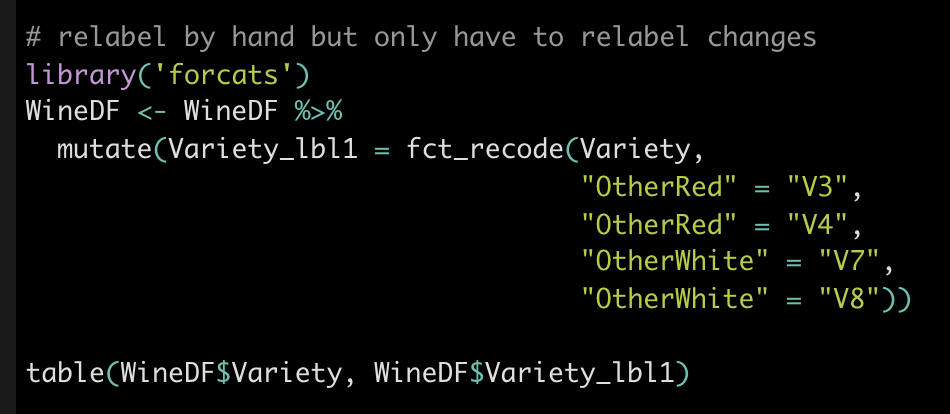 # relabel by hand but only have to relabel changes
library('forcats')
WineDF <- WineDF %>%
  mutate(Variety_lbl1 = fct_recode(Variety,
                                   "OtherRed" = "V3",
                                   "OtherRed" = "V4",
                                   "OtherWhite" = "V7",
                                   "OtherWhite" = "V8"))
table(WineDF$Variety, WineDF$Variety_lbl1)